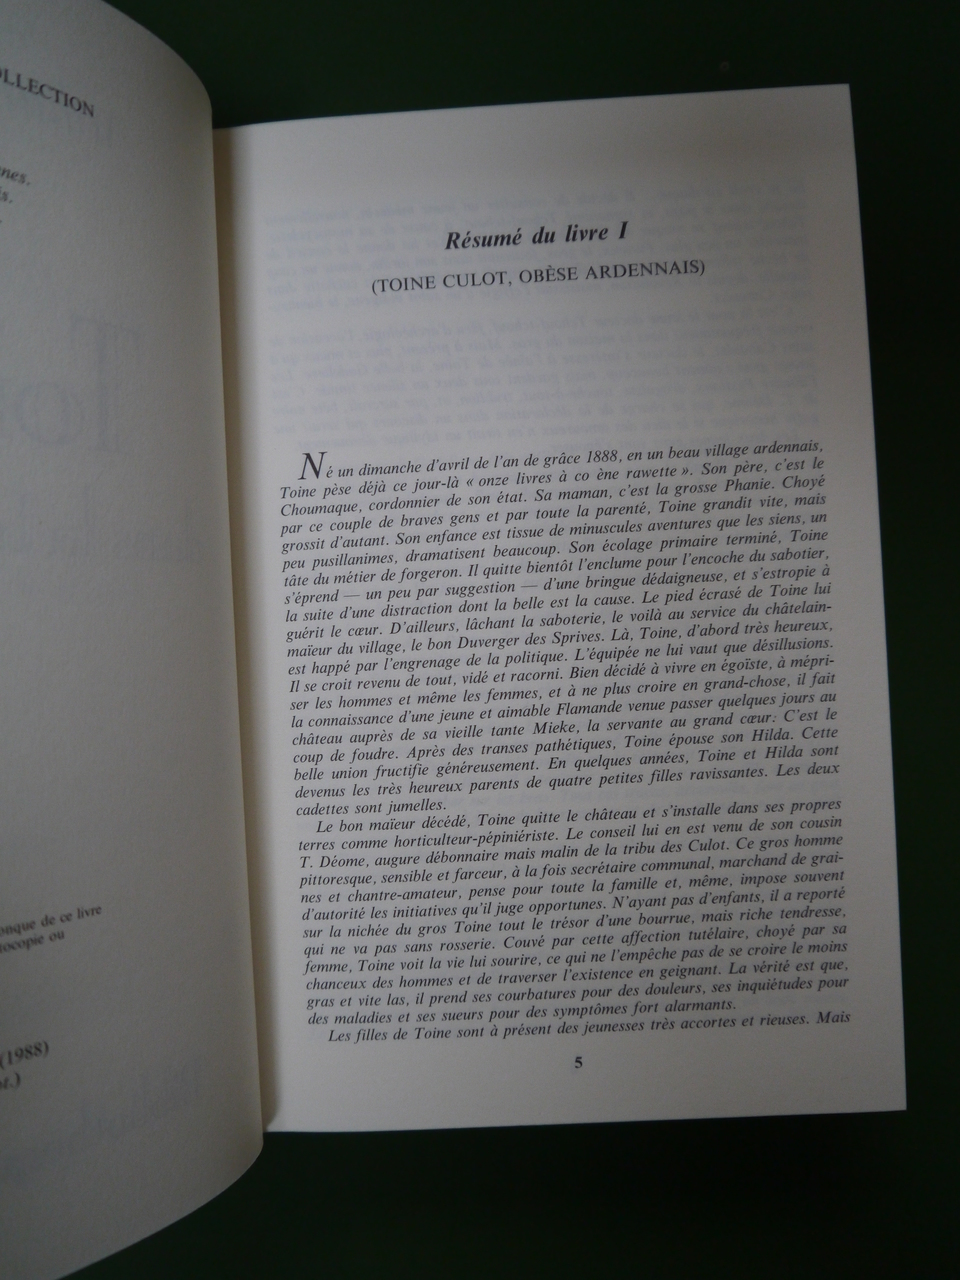 OLLECTION
nes.
is.
Résumé du livre I
(TOINE CULOT, OBÈSE ARDENNAIS)
Né un dimanche d'avril de l'an de grâce 1888, en un beau village ardennais,
Toine pèse déjà ce jour-là « onze livres à co ène rawette ». Son père, c'est le
Choumaque, cordonnier de son état. Sa maman, c'est la grosse Phanie. Choyé
par ce couple de braves gens et par toute la parenté, Toine grandit vite, mais
grossit d'autant. Son enfance est tissue de minuscules aventures que les siens, un
peu pusillanimes, dramatisent beaucoup. Son écolage primaire terminé, Toine
tâte du métier de forgeron. Il quitte bientôt l'enclume pour l'encoche du sabotier,
s'éprend — un peu par suggestion — d'une bringue dédaigneuse, et s'estropie à
la suite d'une distraction dont la belle est la cause. Le pied écrasé de Toine lui
guérit le cœur. D'ailleurs, lâchant la saboterie, le voilà au service du châtelain-
maïeur du village, le bon Duverger des Sprives. Là, Toine, d'abord très heureux,
est happé par l'engrenage de la politique. L'équipée ne lui vaut que désillusions.
Il se croit revenu de tout, vidé et racorni. Bien décidé à vivre en égoïste, à mépri-
ser les hommes et même les femmes, et à ne plus croire en grand-chose, il fait
la connaissance d'une jeune et aimable Flamande venue passer quelques jours au
château auprès de sa vieille tante Mieke, la servante au grand cœur: C'est le
coup de foudre. Après des transes pathétiques, Toine épouse son Hilda. Cette
belle union fructifie généreusement. En quelques années, Toine et Hilda sont
devenus les très heureux parents de quatre petites filles ravissantes. Les deux
cadettes sont jumelles.
Le bon maïeur décédé, Toine quitte le château et s'installe dans ses propres
terres comme horticulteur-pépiniériste. Le conseil lui en est venu de son cousin
T. Déome, augure débonnaire mais malin de la tribu des Culot. Ce gros homme
pittoresque, sensible et farceur, à la fois secrétaire communal, marchand de grai-
nes et chantre-amateur, pense pour toute la famille et, même, impose souvent
d'autorité les initiatives qu'il juge opportunes. N'ayant pas d'enfants, il a reporté
sur la nichée du gros Toine tout le trésor d'une bourrue, mais riche tendresse,
qui ne va pas sans rosserie. Couvé par cette affection tutélaire, choyé par sa
femme, Toine voit la vie lui sourire, ce qui ne l'empêche pas de se croire le moins
chanceux des hommes et de traverser l'existence en geignant. La vérité est que,
gras et vite las, il prend ses courbatures pour des douleurs, ses inquiétudes pour
des maladies et ses sueurs pour des symptômes fort alarmants.
Les filles de Toine sont à présent des jeunesses très accortes et rieuses. Mais
5
onque de ce livre
tocopie ou
(1988)